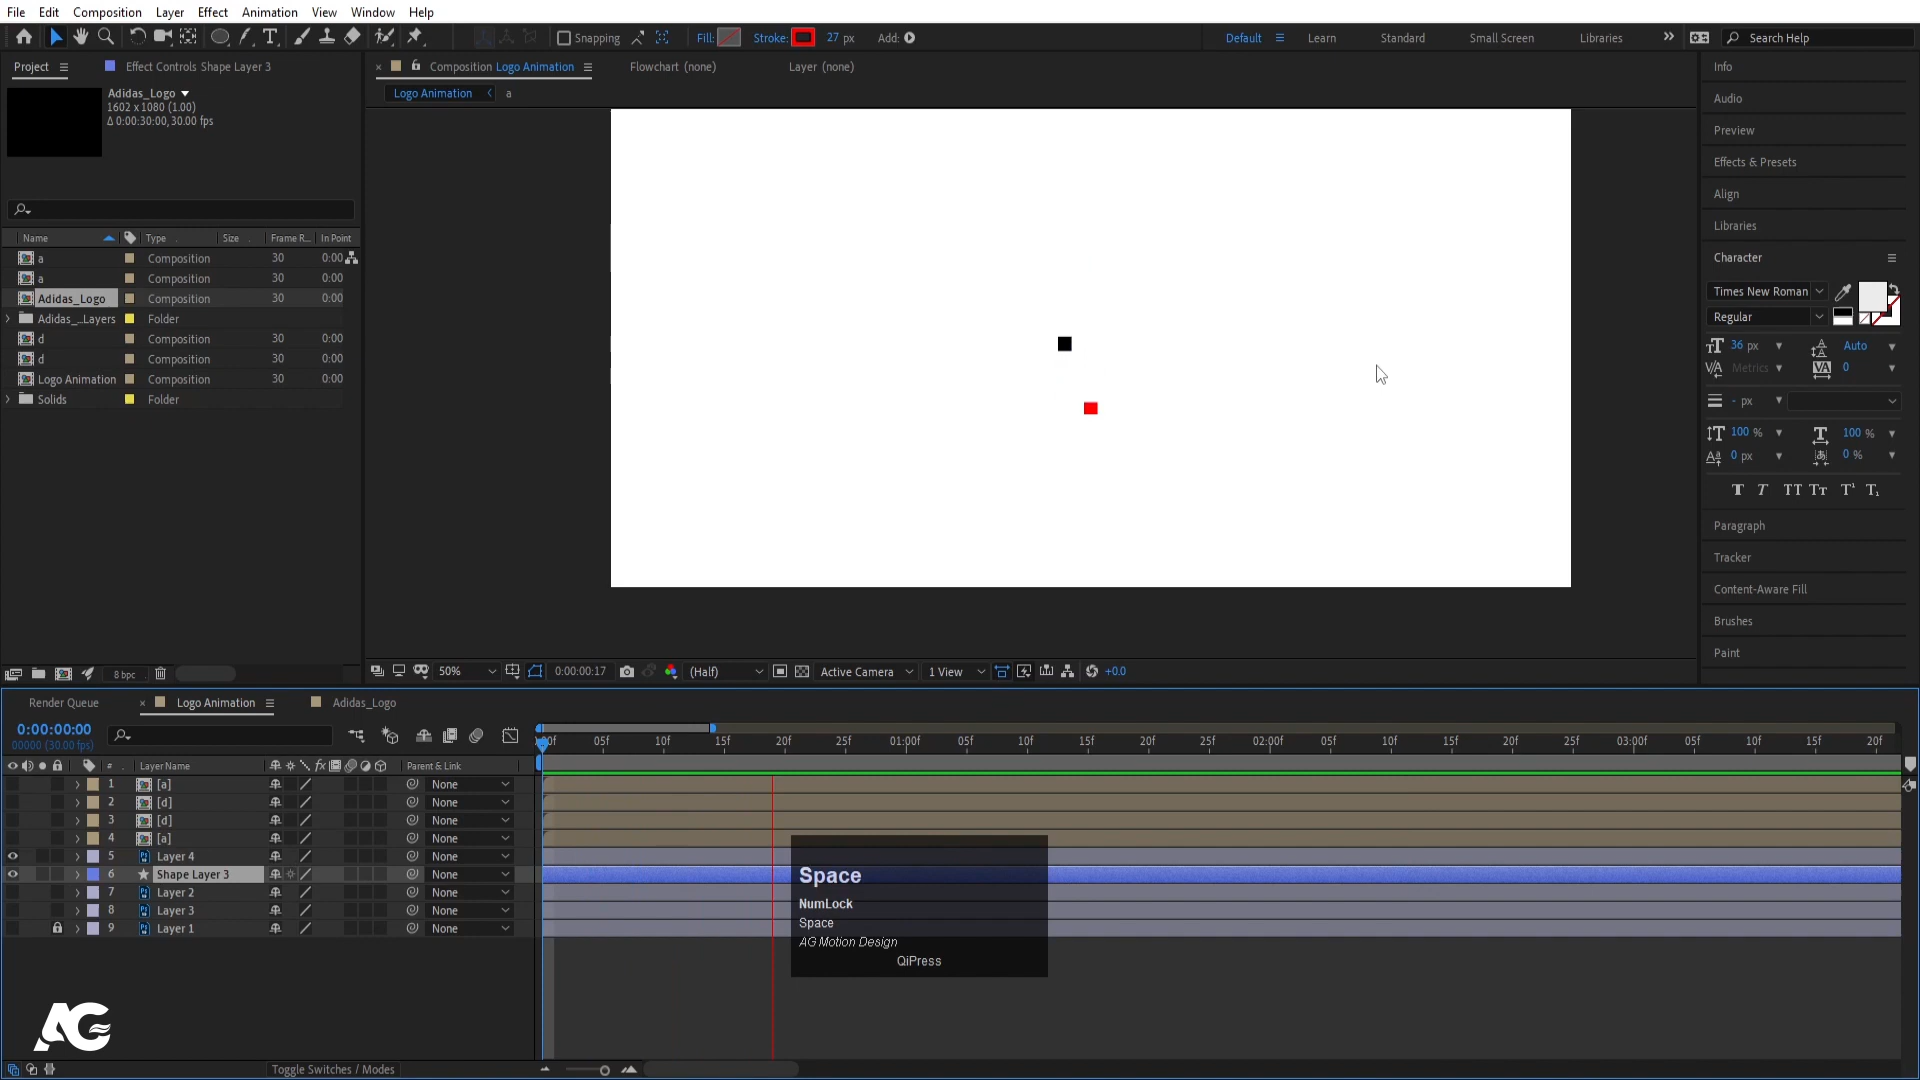 File Edit Composition Layer Effect Animation View Window Help
Snapping Fill: Stroke: 27 px Add: Default Learn Standard Small Screen Libraries Search Help
Project Effect Controls Shape Layer 3
Composition Logo Animation Flowchart (none) Layer (none)
Logo Animation a
Adidas_Logo
1602 x 1080 (1.00)
Δ 0:00:30:00, 30.00 fps
Name Type Size Frame R... In Point
a Composition 30 0:00
a Composition 30 0:00
Adidas_Logo Composition 30 0:00
Adidas_...Layers Folder
d Composition 30 0:00
d Composition 30 0:00
Logo Animation Composition 30 0:00
Solids Folder
8 bpc
50% 0:00:00:17 (Half) Active Camera 1 View +0.0
Info
Audio
Preview
Effects & Presets
Align
Libraries
Character
Times New Roman
Regular
36 px Auto
Metrics 0
- px
100 % 100 %
0 px 0 %
T T TT Tт T¹ T₁
Paragraph
Tracker
Content-Aware Fill
Brushes
Paint
Render Queue Logo Animation Adidas_Logo
0:00:00:00
00000 (30.00 fps)
:00f 05f 10f 15f 20f 25f 01:00f 05f 10f 15f 20f 25f 02:00f 05f 10f 15f 20f 25f 03:00f 05f 10f 15f 20f
# Layer Name Parent & Link
1 [a] None
2 [d] None
3 [d] None
4 [a] None
5 Layer 4 None
6 Shape Layer 3 None
7 Layer 2 None
8 Layer 3 None
9 Layer 1 None
Space
NumLock
Space
AG Motion Design
QiPress
AG
Toggle Switches / Modes